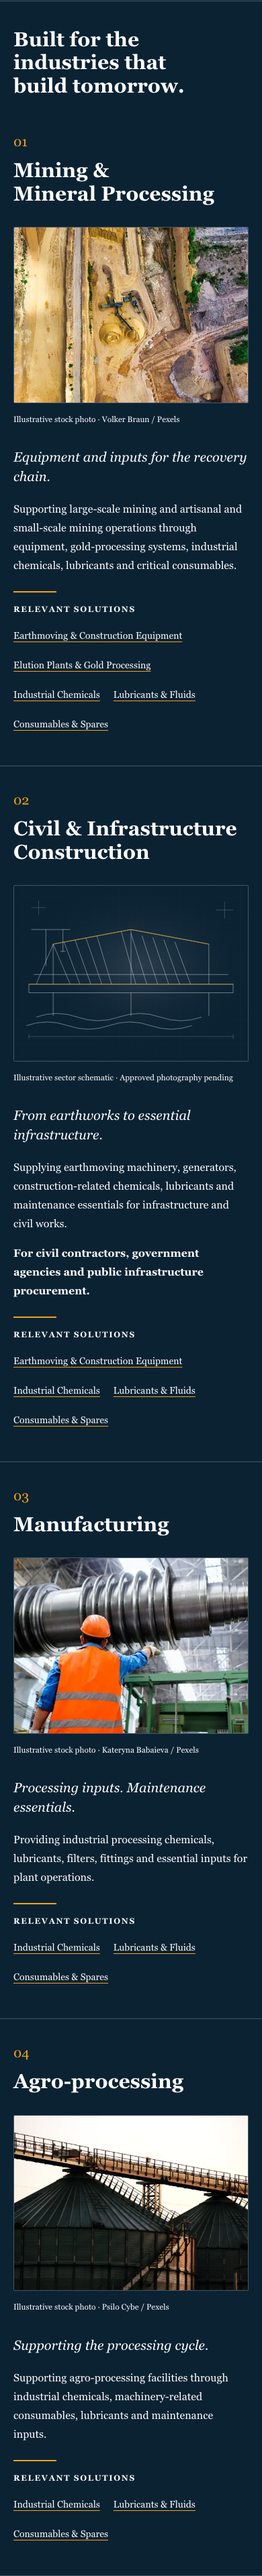 Built for the
industries that
build tomorrow.
01
Mining &
Mineral Processing
Illustrative stock photo · Volker Braun / Pexels
Equipment and inputs for the recovery
chain.
Supporting large-scale mining and artisanal and
small-scale mining operations through
equipment, gold-processing systems, industrial
chemicals, lubricants and critical consumables.
RELEVANT SOLUTIONS
Earthmoving & Construction Equipment
Elution Plants & Gold Processing
Industrial Chemicals Lubricants & Fluids
Consumables & Spares
02
Civil & Infrastructure
Construction
Illustrative sector schematic · Approved photography pending
From earthworks to essential
infrastructure.
Supplying earthmoving machinery, generators,
construction-related chemicals, lubricants and
maintenance essentials for infrastructure and
civil works.
For civil contractors, government
agencies and public infrastructure
procurement.
RELEVANT SOLUTIONS
Earthmoving & Construction Equipment
Industrial Chemicals Lubricants & Fluids
Consumables & Spares
03
Manufacturing
Illustrative stock photo · Kateryna Babaieva / Pexels
Processing inputs. Maintenance
essentials.
Providing industrial processing chemicals,
lubricants, filters, fittings and essential inputs for
plant operations.
RELEVANT SOLUTIONS
Industrial Chemicals Lubricants & Fluids
Consumables & Spares
04
Agro-processing
Illustrative stock photo · Psilo Cybe / Pexels
Supporting the processing cycle.
Supporting agro-processing facilities through
industrial chemicals, machinery-related
consumables, lubricants and maintenance
inputs.
RELEVANT SOLUTIONS
Industrial Chemicals Lubricants & Fluids
Consumables & Spares